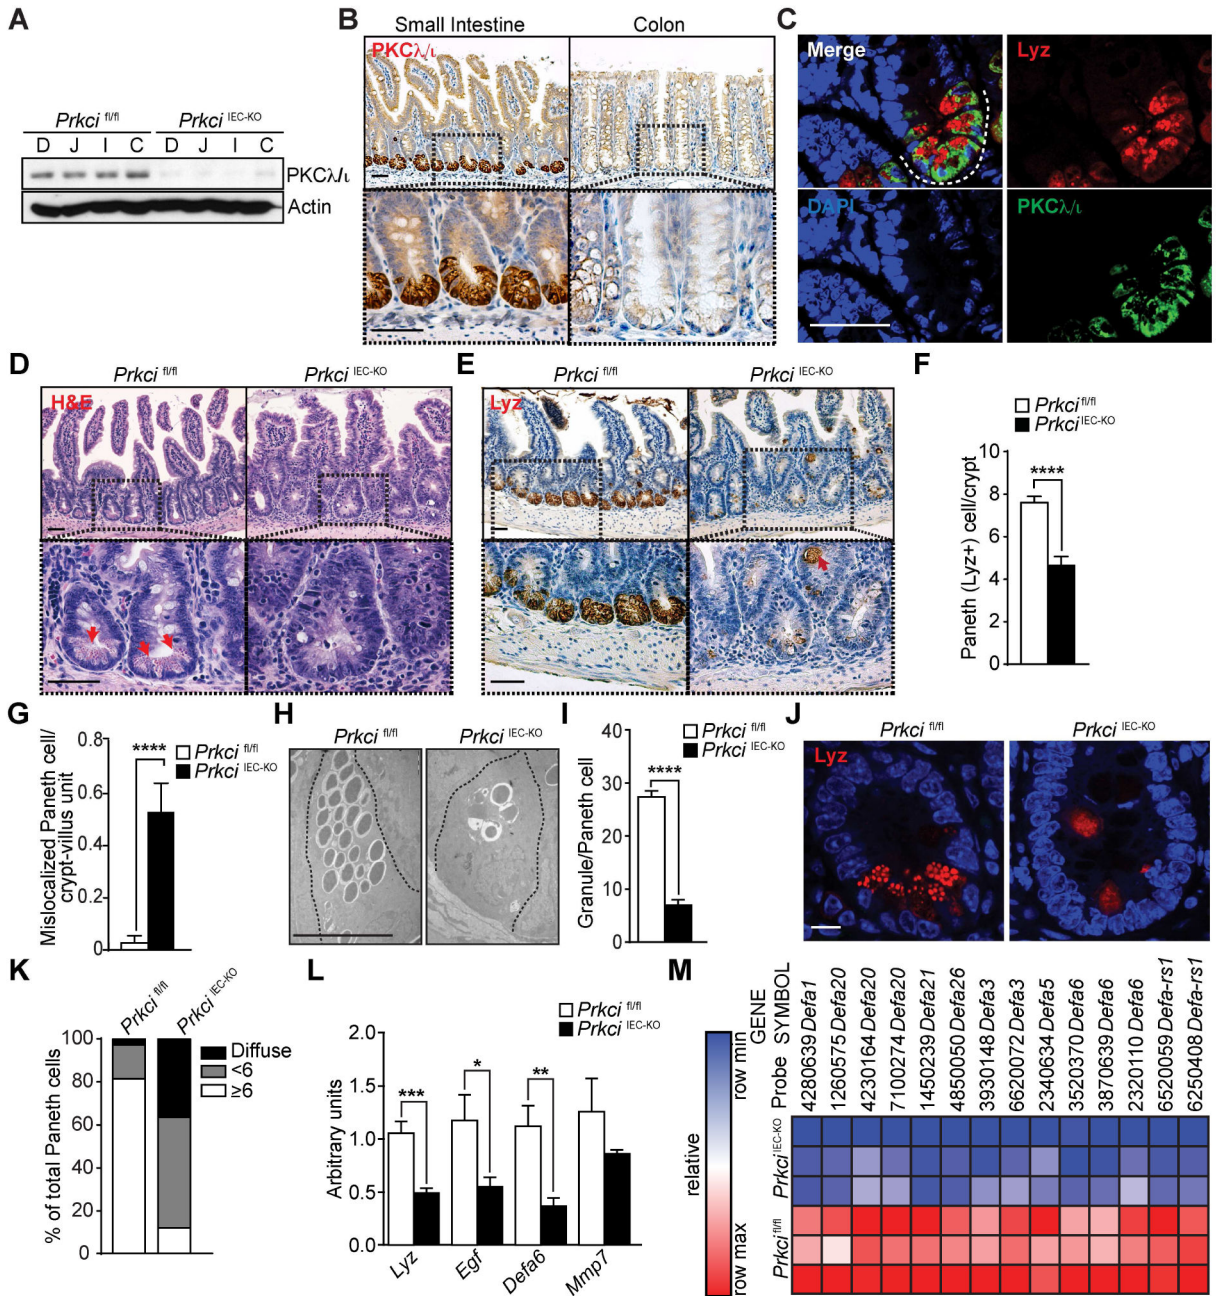 A
Prkci fl/fl Prkci IEC-KO
D J I C D J I C
PKCλ/ι
Actin
B
Small Intestine Colon
PKCλ/ι
C
Merge Lyz
DAPI PKCλ/ι
D
Prkci fl/fl Prkci IEC-KO
H&E
E
Prkci fl/fl Prkci IEC-KO
Lyz
F
Prkci fl/fl
Prkci IEC-KO
Paneth (Lyz+) cell/crypt
10
8
6
4
2
0
****
G
Mislocalized Paneth cell/
crypt-villus unit
0.8
0.6
0.4
0.2
0
****
Prkci fl/fl
Prkci IEC-KO
H
Prkci fl/fl Prkci IEC-KO
I
Prkci fl/fl
Prkci IEC-KO
Granule/Paneth cell
40
30
20
10
0
****
J
Prkci fl/fl Prkci IEC-KO
Lyz
K
Prkci fl/fl Prkci IEC-KO
% of total Paneth cells
100
80
60
40
20
0
Diffuse
<6
≥6
L
Prkci fl/fl
Prkci IEC-KO
Arbitrary units
2.0
1.5
1.0
0.5
0.0
*** * **
Lyz Egf Defa6 Mmp7
M
row min
relative
row max
GENE
Probe SYMBOL
4280639 Defa1
1260575 Defa20
4230164 Defa20
7100274 Defa20
1450239 Defa21
4850050 Defa26
3930148 Defa3
6620072 Defa3
2340634 Defa5
3520370 Defa6
3870639 Defa6
2320110 Defa6
6520059 Defa-rs1
6250408 Defa-rs1
Prkci IEC-KO
Prkci fl/fl